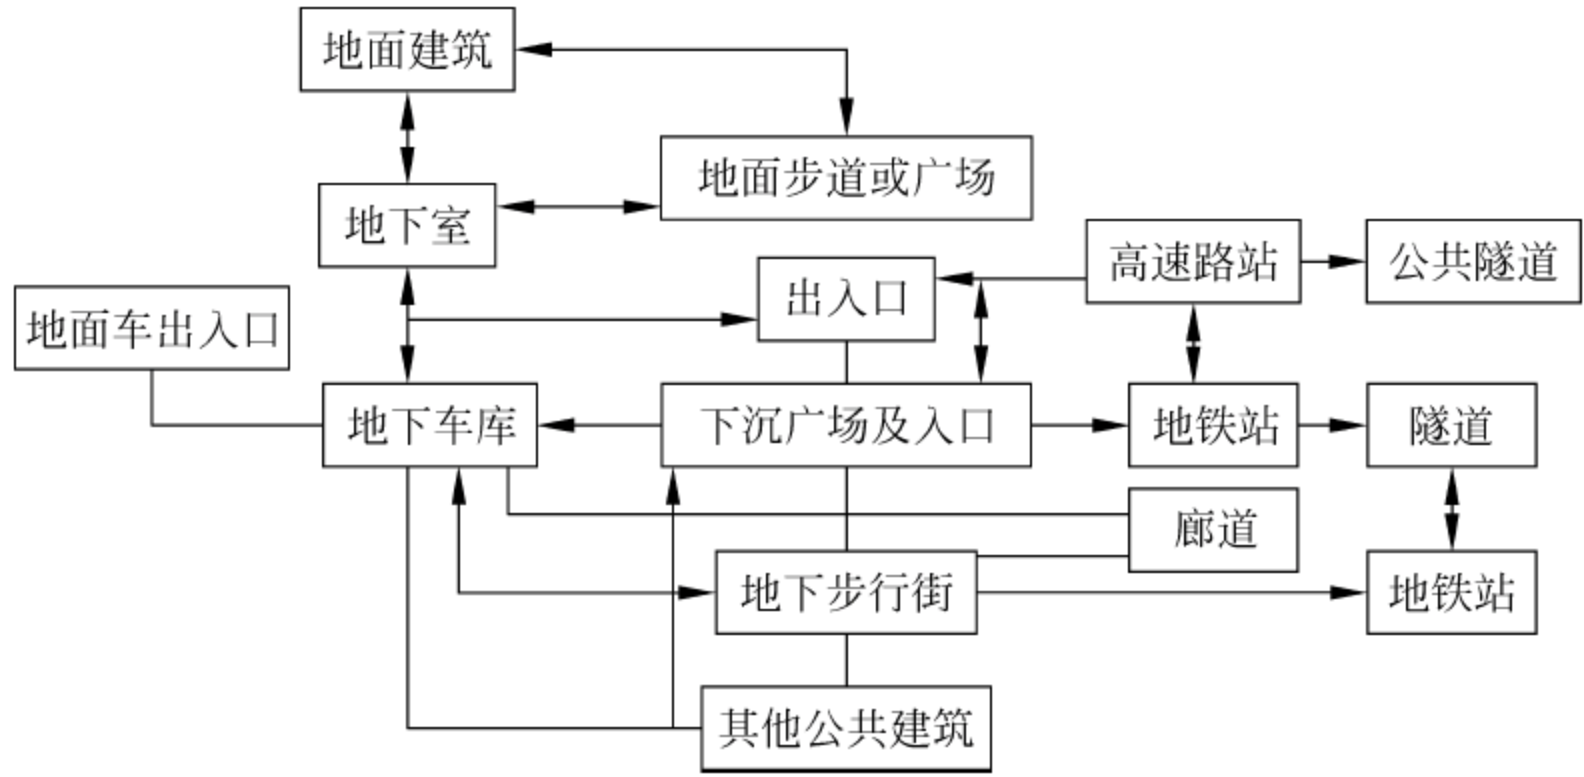 地面建筑
地面步道或广场
地下室
高速路站
公共隧道
出入口
地面车出入口
地下车库
下沉广场及入口
地铁站
隧道
廊道
地下步行街
地铁站
其他公共建筑